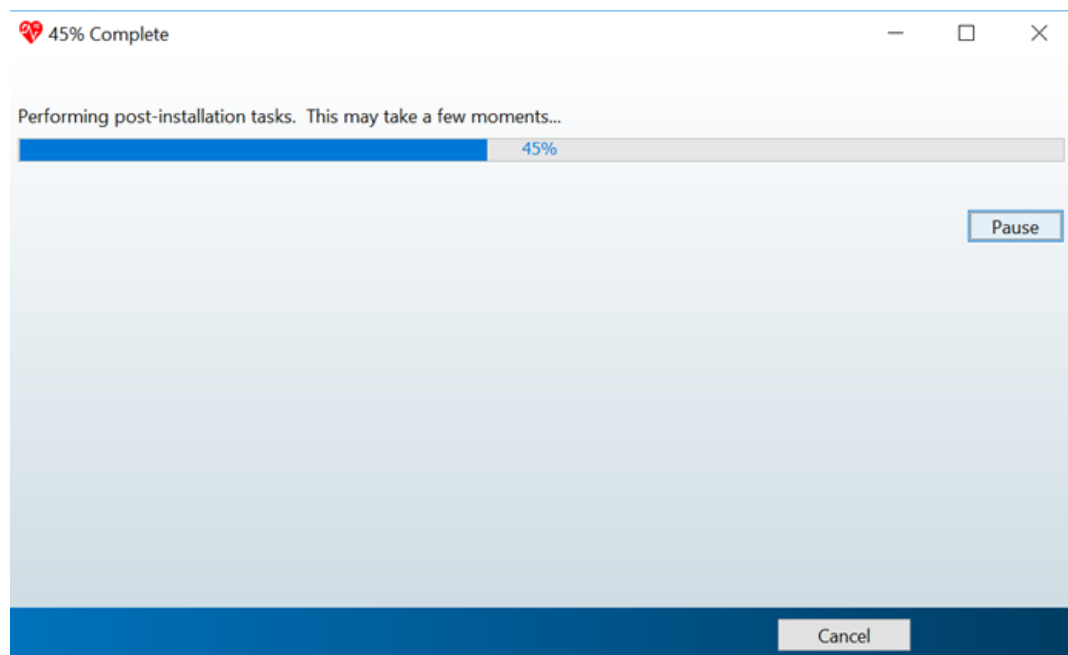 45% Complete
Performing post-installation tasks.  This may take a few moments...
45%
Pause
Cancel